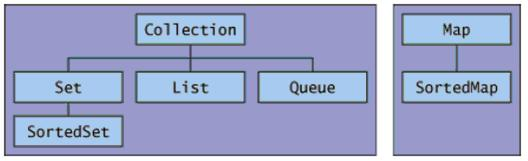 Collection
Map
Set
List
Queue
SortedMap
SortedSet